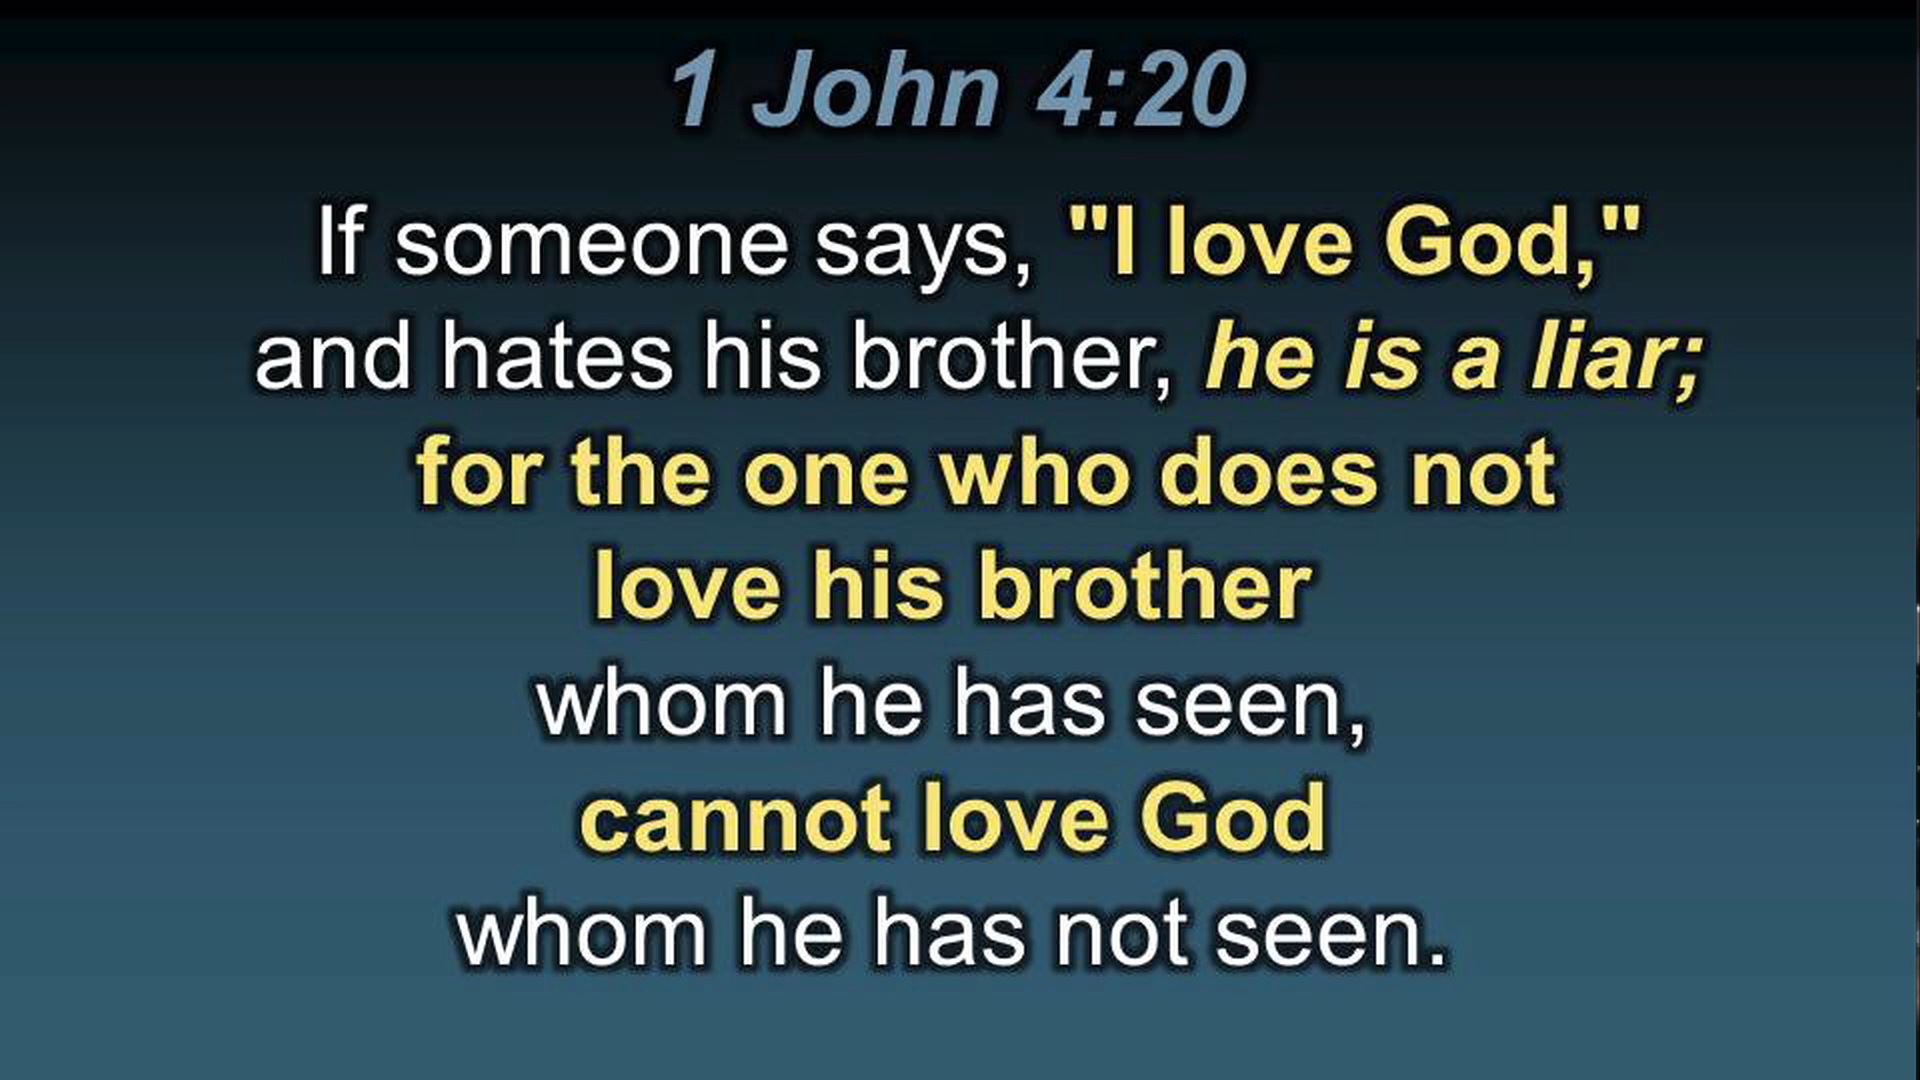 1 John 4:20
If someone says, "I love God,"
and hates his brother, he is a liar;
for the one who does not
love his brother
whom he has seen,
cannot love God
whom he has not seen.